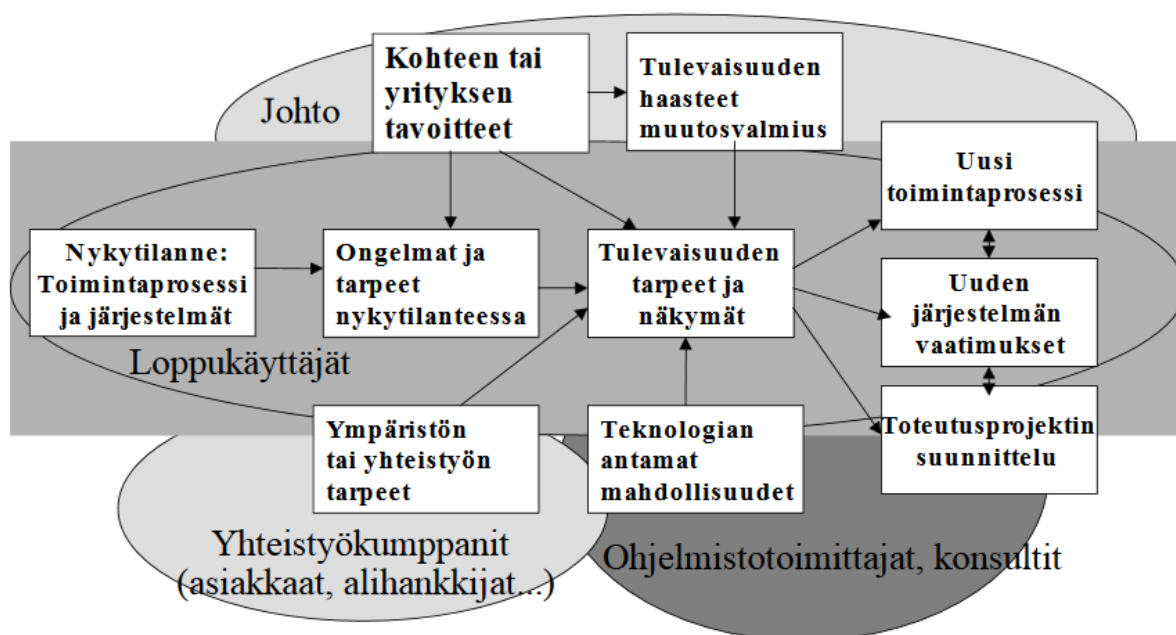 Kohteen tai
yrityksen
tavoitteet
Tulevaisuuden
haasteet
muutosvalmius
Johto
Uusi
toimintaprosessi
Nykytilanne:
Toimintaprosessi
ja järjestelmät
Ongelmat ja
tarpeet
nykytilanteessa
Tulevaisuuden
tarpeet ja
näkymät
Uuden
järjestelmän
vaatimukset
Loppukäyttäjät
Ympäristön
tai yhteistyön
tarpeet
Teknologian
antamat
mahdollisuudet
Toteutusprojektin
suunnittelu
Yhteistyökumppanit
(asiakkaat, alihankkijat...)
Ohjelmistotoimittajat, konsultit